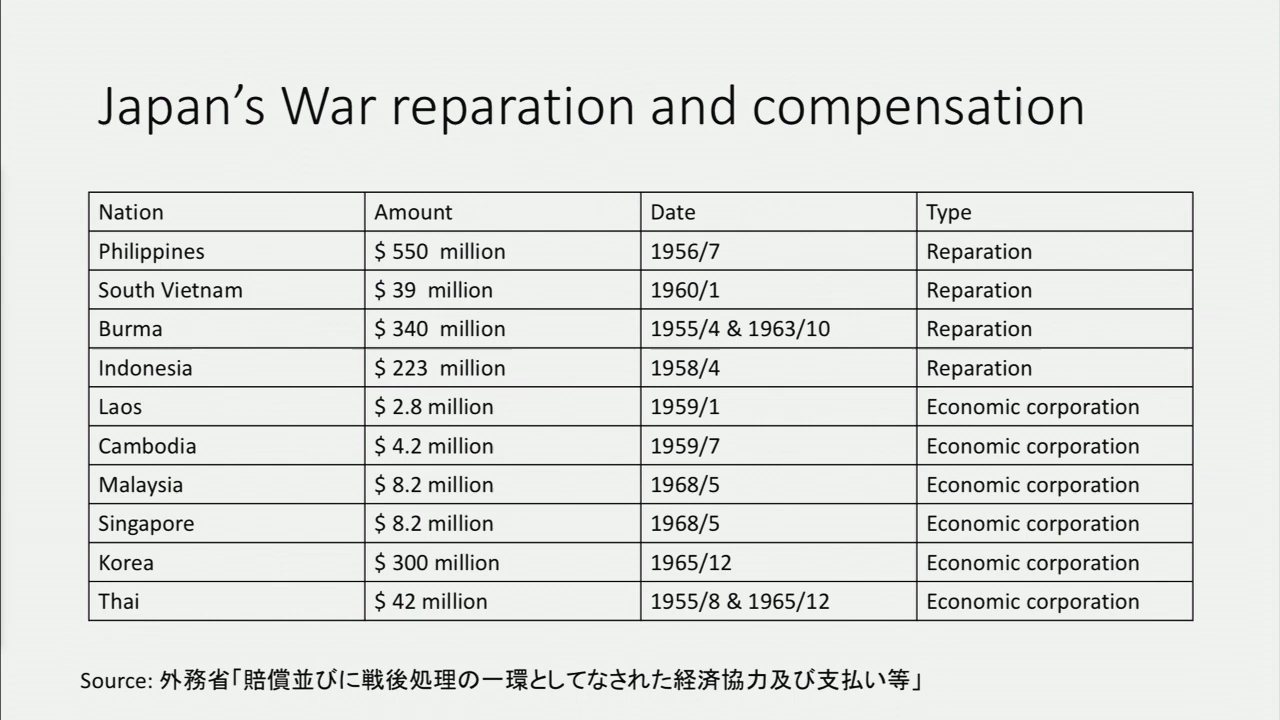 Japan's War reparation and compensation
Nation Amount Date Type
Philippines $ 550 million 1956/7 Reparation
South Vietnam $ 39 million 1960/1 Reparation
Burma $ 340 million 1955/4 & 1963/10 Reparation
Indonesia $ 223 million 1958/4 Reparation
Laos $ 2.8 million 1959/1 Economic corporation
Cambodia $ 4.2 million 1959/7 Economic corporation
Malaysia $ 8.2 million 1968/5 Economic corporation
Singapore $ 8.2 million 1968/5 Economic corporation
Korea $ 300 million 1965/12 Economic corporation
Thai $ 42 million 1955/8 & 1965/12 Economic corporation
Source: 外務省「賠償並びに戦後処理の一環としてなされた経済協力及び支払い等」